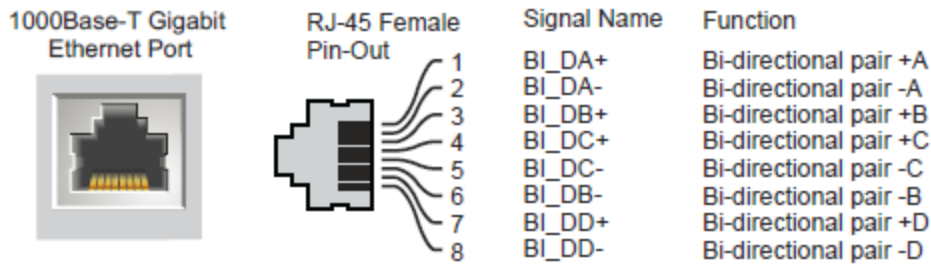 1000Base-T Gigabit
Ethernet Port
RJ-45 Female
Pin-Out
Signal Name Function
1 BI_DA+ Bi-directional pair +A
2 BI_DA- Bi-directional pair -A
3 BI_DB+ Bi-directional pair +B
4 BI_DC+ Bi-directional pair +C
5 BI_DC- Bi-directional pair -C
6 BI_DB- Bi-directional pair -B
7 BI_DD+ Bi-directional pair +D
8 BI_DD- Bi-directional pair -D